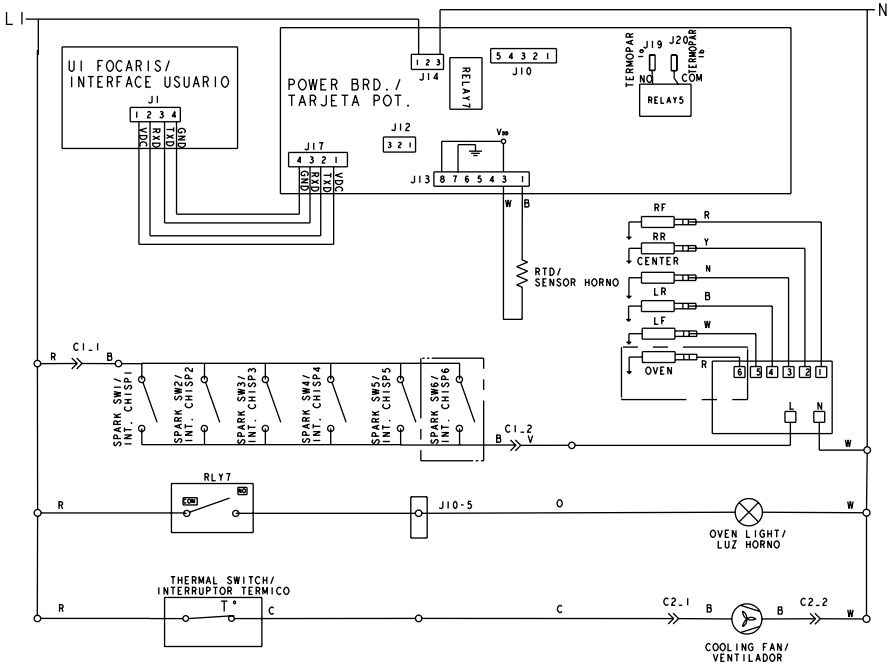 L1
N
UI FOCARIS/
INTERFACE USUARIO
J1
1 2 3 4
VDC
RXD
TXD
GND
POWER BRD./
TARJETA POT.
1 2 3
J14
RELAY7
5 4 3 2 1
J10
TERMOPAR
1a
J19
J20
TERMOPAR
1b
NO
COM
RELAY5
J12
3 2 1
J17
4 3 2 1
GND
RXD
TXD
VDC
VDD
J13
8 7 6 5 4 3 1
W
B
RTD/
SENSOR HORNO
RF
R
RR
Y
CENTER
N
LR
B
LF
W
OVEN
R
6 5 4 3 2 1
L
N
W
R
C1_1
B
SPARK SW1/
INT. CHISP1
SPARK SW2/
INT. CHISP2
SPARK SW3/
INT. CHISP3
SPARK SW4/
INT. CHISP4
SPARK SW5/
INT. CHISP5
SPARK SW6/
INT. CHISP6
B
C1_2
V
RLY7
R
COM
NO
J10-5
O
W
OVEN LIGHT/
LUZ HORNO
THERMAL SWITCH/
INTERRUPTOR TERMICO
R
T°
C
C
C2_1
B
B
C2_2
W
COOLING FAN/
VENTILADOR